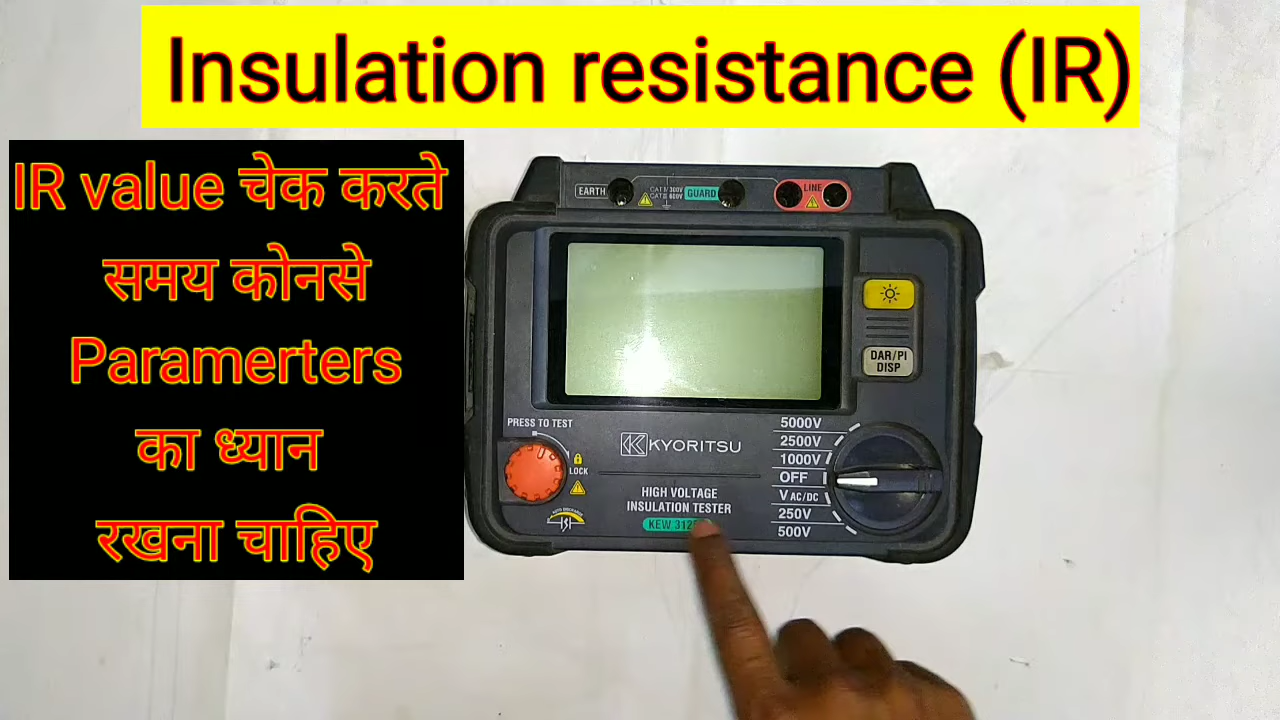 Insulation resistance (IR)
IR value चेक करते
समय कोनसे
Paramerters
का ध्यान
रखना चाहिए
EARTH
CAT Ⅳ 300V
CAT Ⅲ 600V
GUARD
LINE
DAR/PI
DISP
PRESS TO TEST
LOCK
KYORITSU
HIGH VOLTAGE
INSULATION TESTER
KEW
5000V
2500V
1000V
OFF
V AC/DC
250V
500V